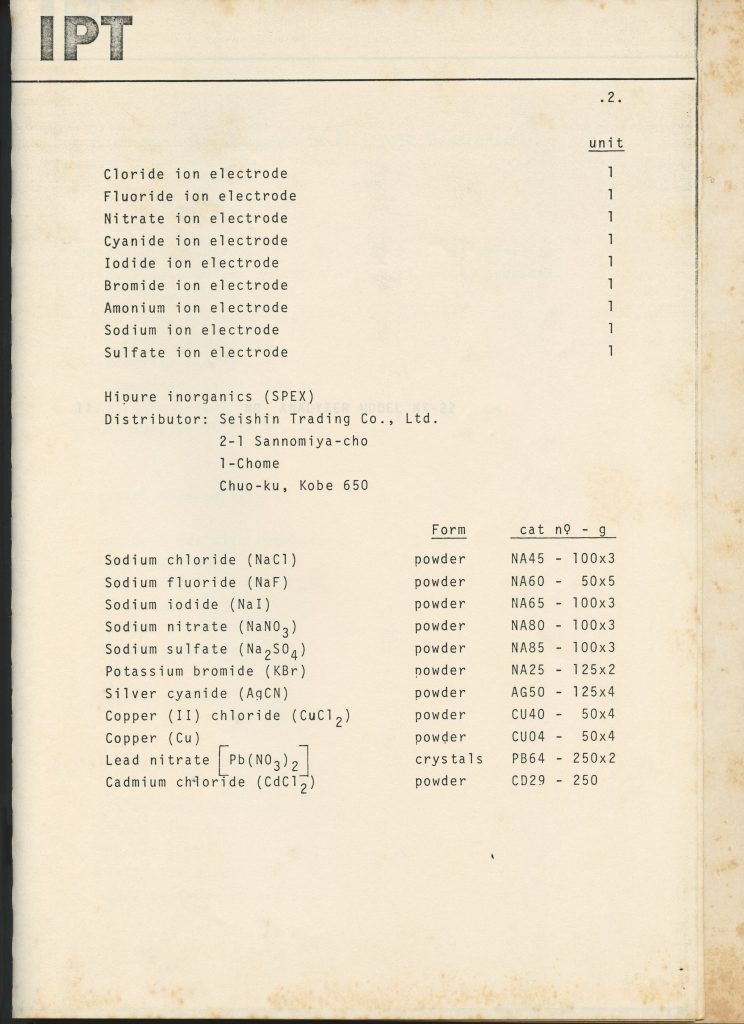 IPT
.2.
unit
Cloride ion electrode 1
Fluoride ion electrode 1
Nitrate ion electrode 1
Cyanide ion electrode 1
Iodide ion electrode 1
Bromide ion electrode 1
Amonium ion electrode 1
Sodium ion electrode 1
Sulfate ion electrode 1
Hipure inorganics (SPEX)
Distributor: Seishin Trading Co., Ltd.
2-1 Sannomiya-cho
1-Chome
Chuo-ku, Kobe 650
Form cat nº - g
Sodium chloride (NaCl) powder NA45 - 100x3
Sodium fluoride (NaF) powder NA60 - 50x5
Sodium iodide (NaI) powder NA65 - 100x3
Sodium nitrate (NaNO3) powder NA80 - 100x3
Sodium sulfate (Na2SO4) powder NA85 - 100x3
Potassium bromide (KBr) powder NA25 - 125x2
Silver cyanide (AgCN) powder AG50 - 125x4
Copper (II) chloride (CuCl2) powder CU40 - 50x4
Copper (Cu) powder CU04 - 50x4
Lead nitrate [Pb(NO3)2] crystals PB64 - 250x2
Cadmium chloride (CdCl2) powder CD29 - 250